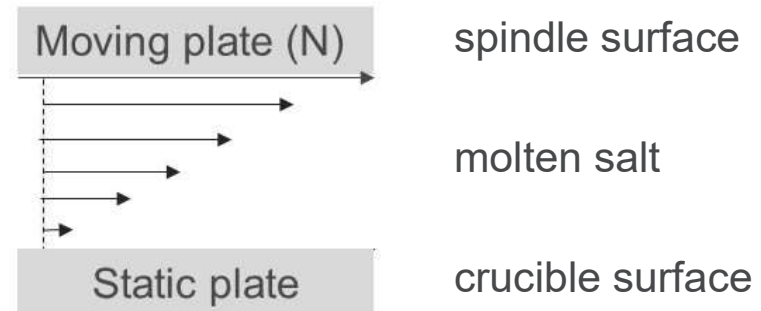 Moving plate (N)
spindle surface
molten salt
Static plate
crucible surface